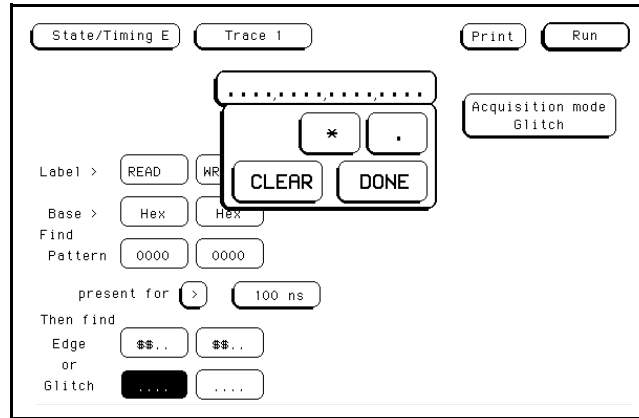 State/Timing E Trace 1 Print Run
....,....,....,....
Acquisition mode
Glitch
* .
CLEAR DONE
Label > READ WR
Base > Hex Hex
Find
Pattern 0000 0000
present for > 100 ns
Then find
Edge $$.. $$..
or
Glitch .... ....